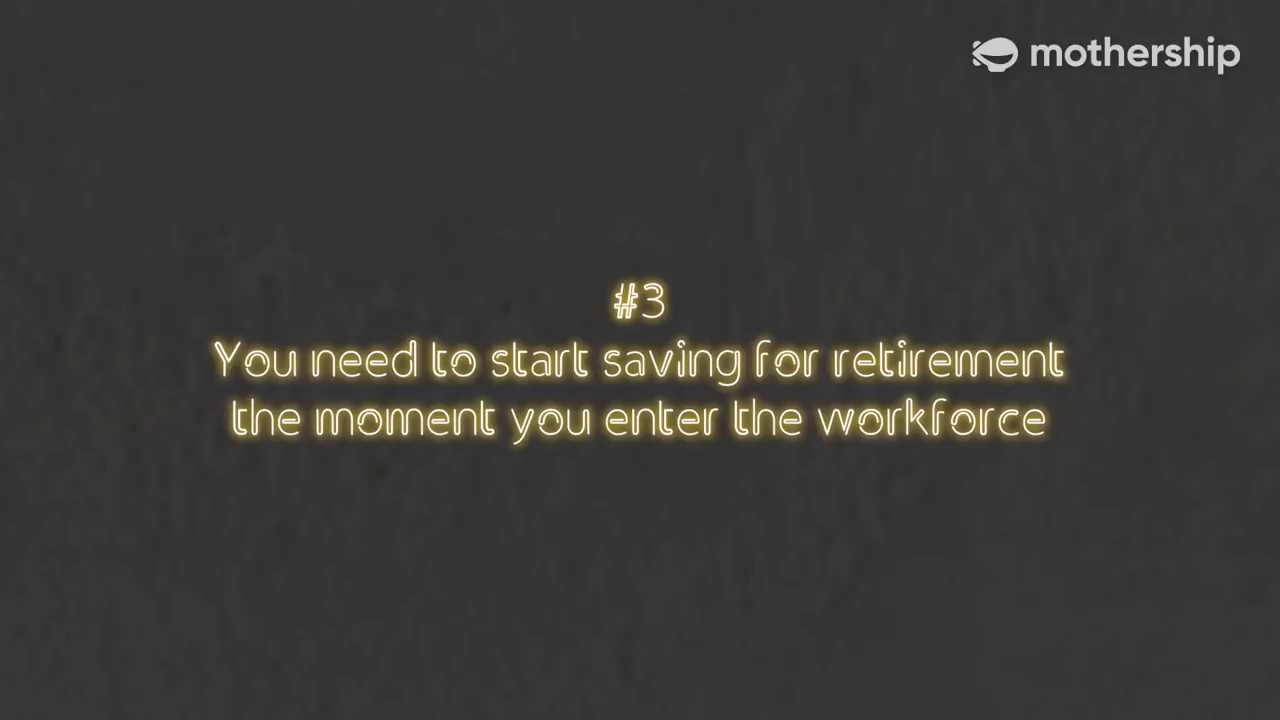 mothership
#3
You need to start saving for retirement
the moment you enter the workforce